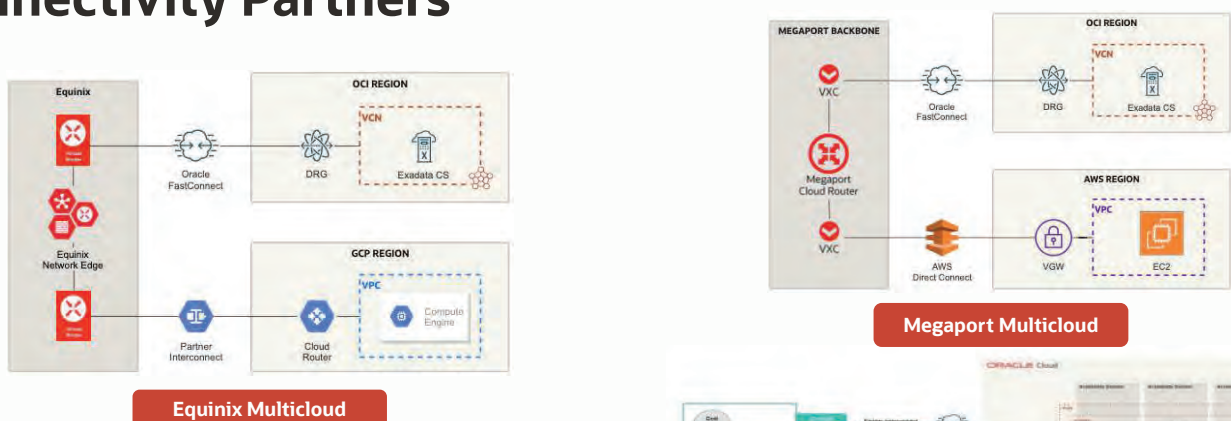 nnectivity Partners
Equinix
Equinix
Network Edge
Oracle
FastConnect
OCI REGION
DRG
VCN
X
Exadata CS
GCP REGION
Partner
Interconnect
Cloud
Router
VPC
Compute
Engine
Equinix Multicloud
MEGAPORT BACKBONE
VXC
Megaport
Cloud Router
VXC
Oracle
FastConnect
OCI REGION
DRG
VCN
X
Exadata CS
AWS
Direct Connect
AWS REGION
VGW
VPC
EC2
Megaport Multicloud
ORACLE Cloud